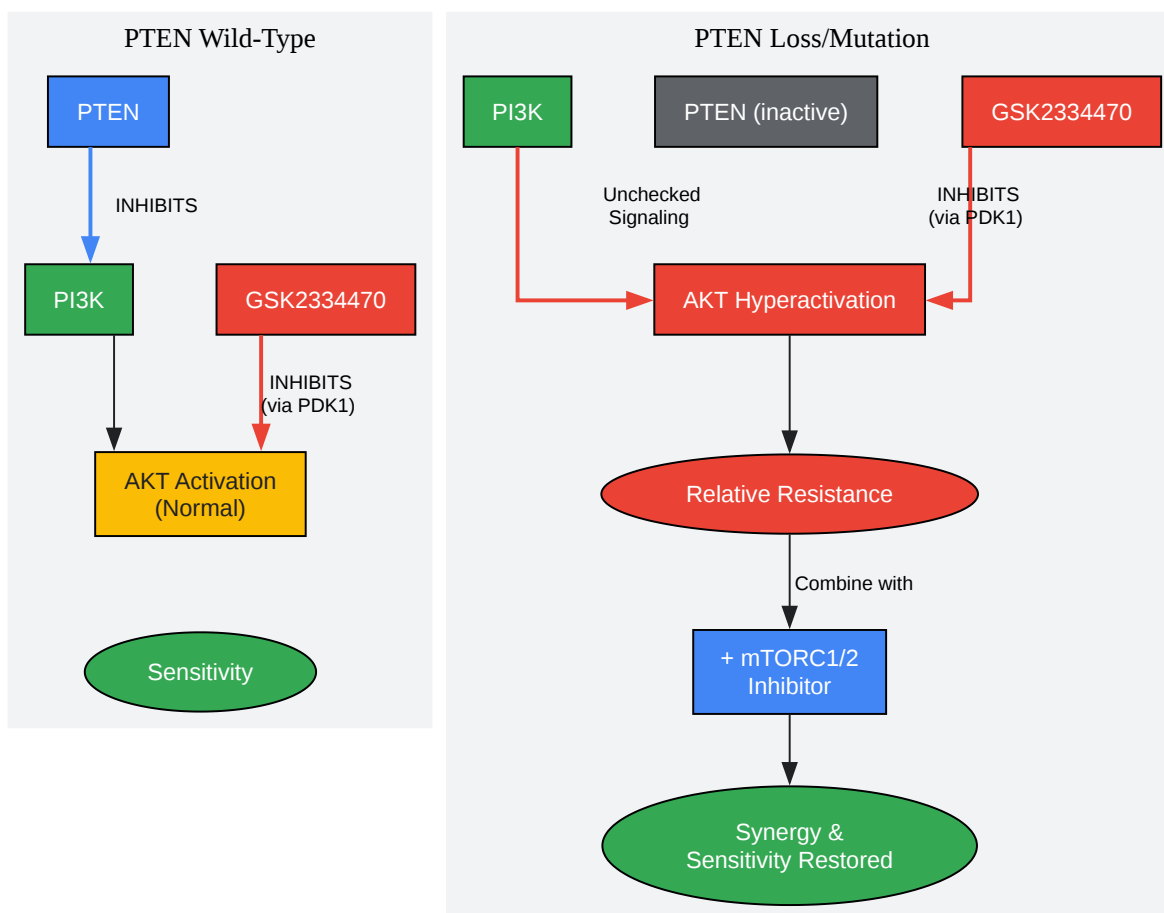 PTEN Wild-Type
PTEN
INHIBITS
PI3K
GSK2334470
INHIBITS
(via PDK1)
AKT Activation
(Normal)
Sensitivity
PTEN Loss/Mutation
PI3K
PTEN (inactive)
GSK2334470
Unchecked
Signaling
INHIBITS
(via PDK1)
AKT Hyperactivation
Relative Resistance
Combine with
+ mTORC1/2
Inhibitor
Synergy &
Sensitivity Restored